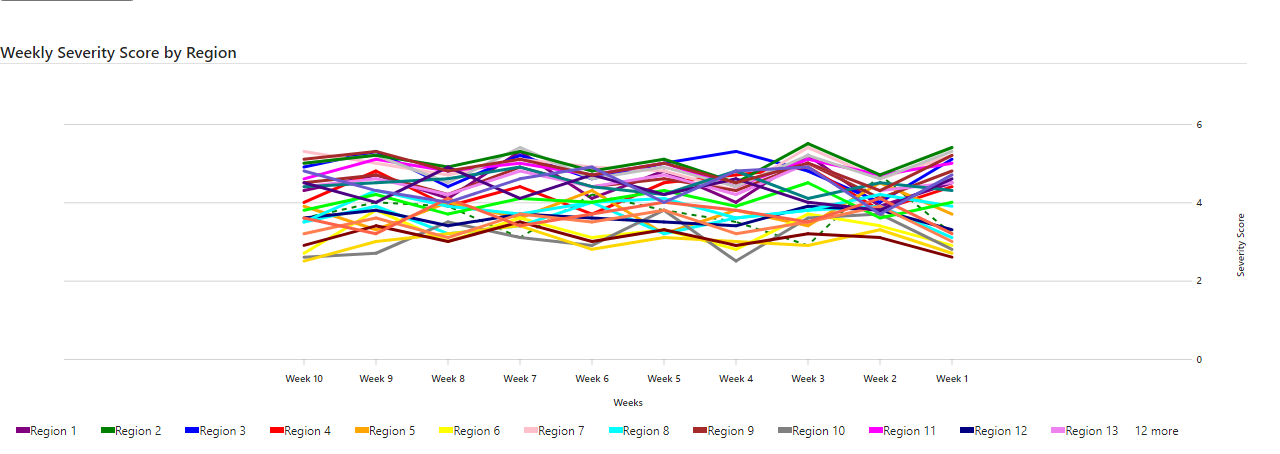 Weekly Severity Score by Region
6
4
2
0
Severity Score
Week 10 Week 9 Week 8 Week 7 Week 6 Week 5 Week 4 Week 3 Week 2 Week 1
Weeks
Region 1 Region 2 Region 3 Region 4 Region 5 Region 6 Region 7 Region 8 Region 9 Region 10 Region 11 Region 12 Region 13 12 more